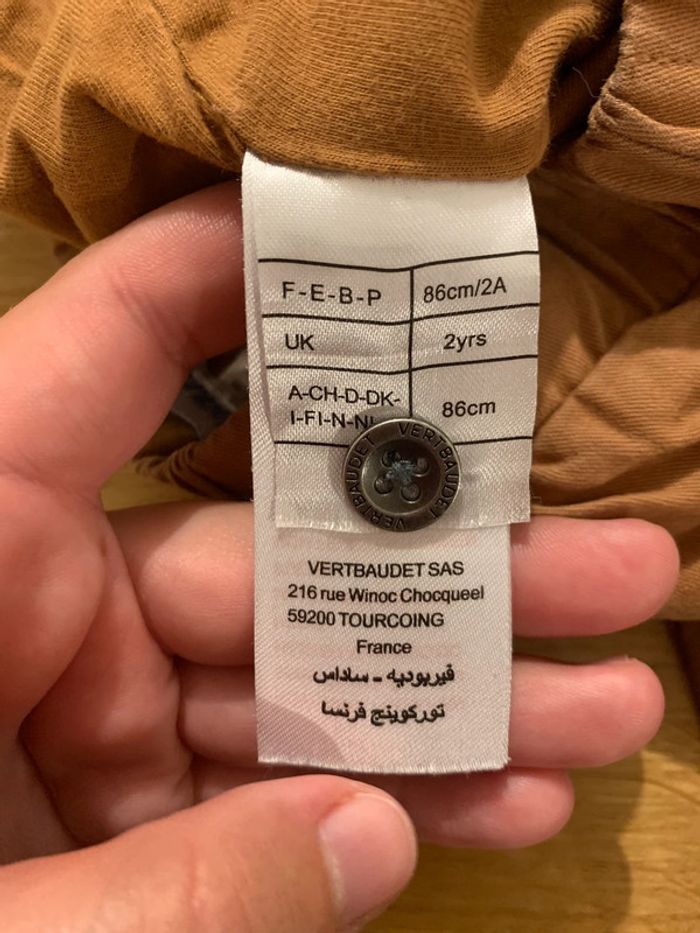 F-E-B-P 86cm/2A
UK 2yrs
A-CH-D-DK-
I-FI-N-NL 86cm
VERTBAUDET VERTBAUDET
VERTBAUDET SAS
216 rue Winoc Chocqueel
59200 TOURCOING
France
فيربوديه - ساداس
توركوينج فرنسا